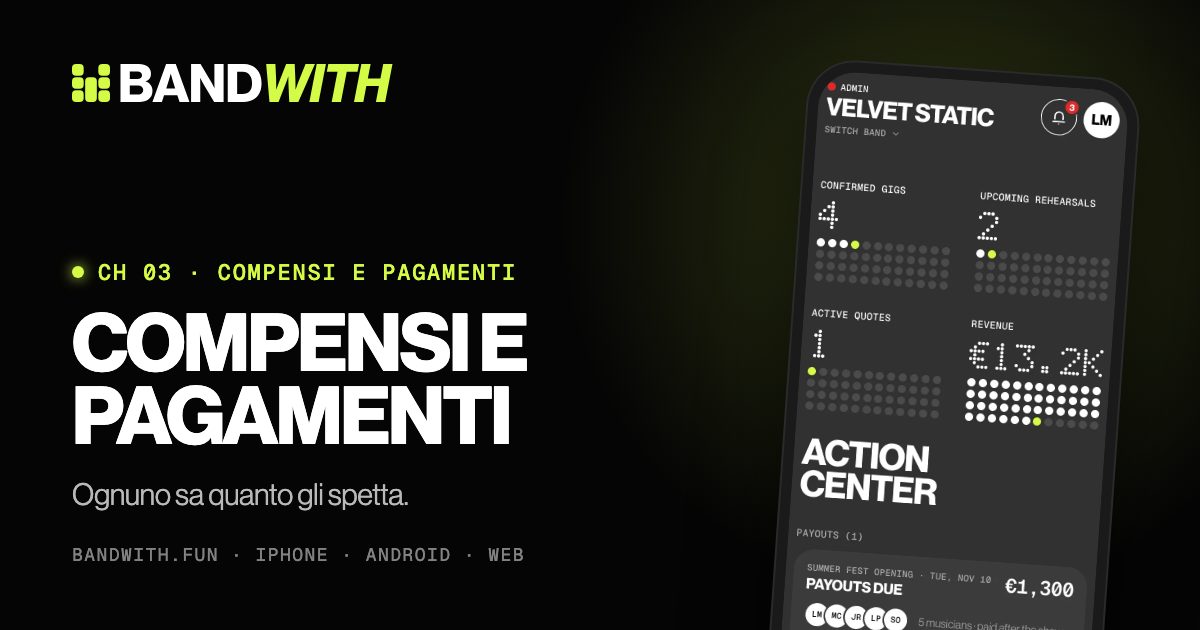 BANDWITH
CH 03 · COMPENSI E PAGAMENTI
COMPENSI E
PAGAMENTI
Ognuno sa quanto gli spetta.
BANDWITH.FUN · IPHONE · ANDROID · WEB
ADMIN
VELVET STATIC
SWITCH BAND
3
LM
CONFIRMED GIGS
4
UPCOMING REHEARSALS
2
ACTIVE QUOTES
1
REVENUE
€13.2K
ACTION
CENTER
PAYOUTS (1)
SUMMER FEST OPENING · TUE, NOV 10
PAYOUTS DUE
€1,300
LM MC JR LP SO
5 musicians · paid after the